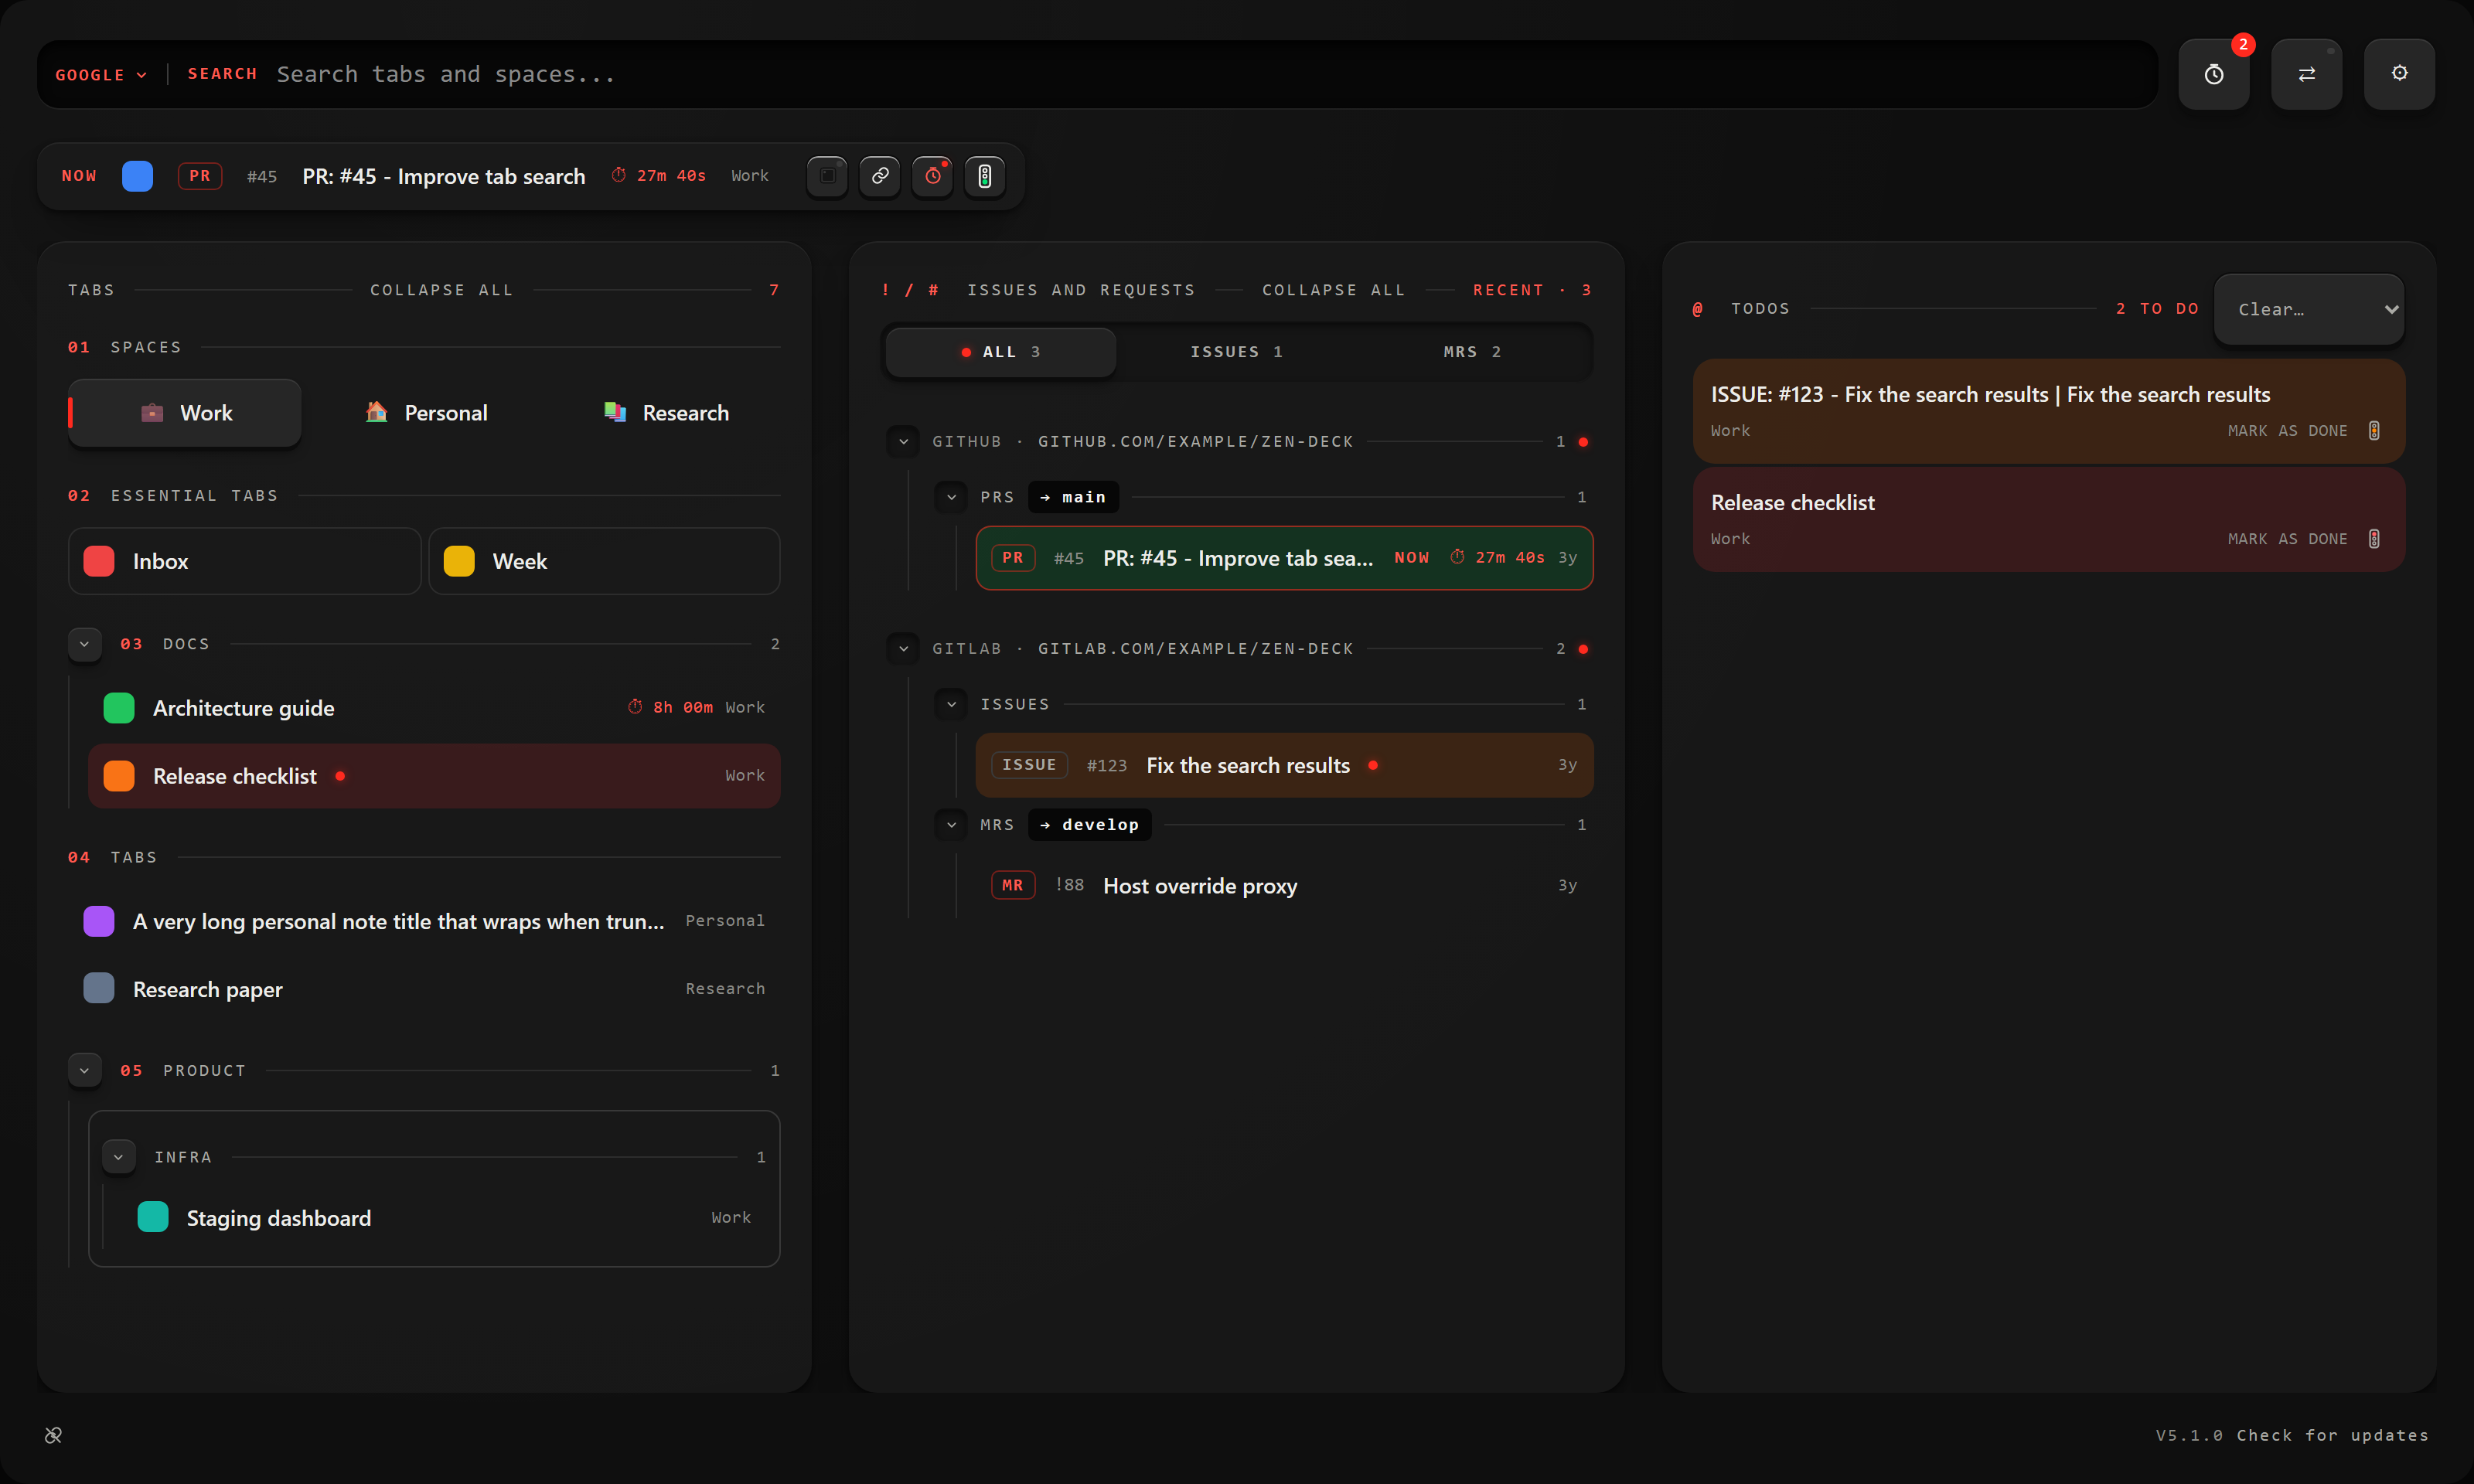 GOOGLE SEARCH Search tabs and spaces...
2
NOW PR #45 PR: #45 - Improve tab search 27m 40s Work
TABS COLLAPSE ALL 7
01 SPACES
Work Personal Research
02 ESSENTIAL TABS
Inbox Week
03 DOCS 2
Architecture guide 8h 00m Work
Release checklist Work
04 TABS
A very long personal note title that wraps when trun... Personal
Research paper Research
05 PRODUCT 1
INFRA 1
Staging dashboard Work
! / # ISSUES AND REQUESTS COLLAPSE ALL RECENT · 3
ALL 3 ISSUES 1 MRS 2
GITHUB · GITHUB.COM/EXAMPLE/ZEN-DECK 1
PRS → main 1
PR #45 PR: #45 - Improve tab sea... NOW 27m 40s 3y
GITLAB · GITLAB.COM/EXAMPLE/ZEN-DECK 2
ISSUES 1
ISSUE #123 Fix the search results 3y
MRS → develop 1
MR !88 Host override proxy 3y
@ TODOS 2 TO DO Clear…
ISSUE: #123 - Fix the search results | Fix the search results
Work MARK AS DONE
Release checklist
Work MARK AS DONE
V5.1.0 Check for updates